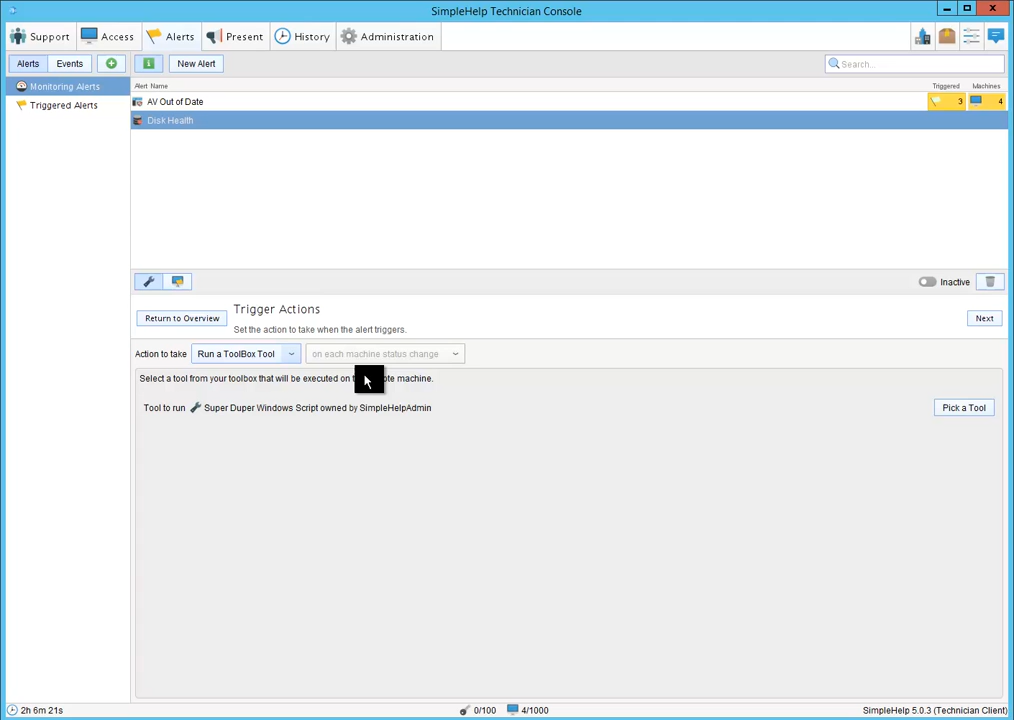 SimpleHelp Technician Console
Support Access Alerts Present History Administration
Alerts Events New Alert Search...
Monitoring Alerts
Triggered Alerts
Alert Name Triggered Machines
AV Out of Date 3 4
Disk Health
Inactive
Return to Overview
Trigger Actions
Set the action to take when the alert triggers.
Next
Action to take Run a ToolBox Tool on each machine status change
Select a tool from your toolbox that will be executed on machine.
Tool to run Super Duper Windows Script owned by SimpleHelpAdmin Pick a Tool
2h 6m 21s 0/100 4/1000 SimpleHelp 5.0.3 (Technician Client)